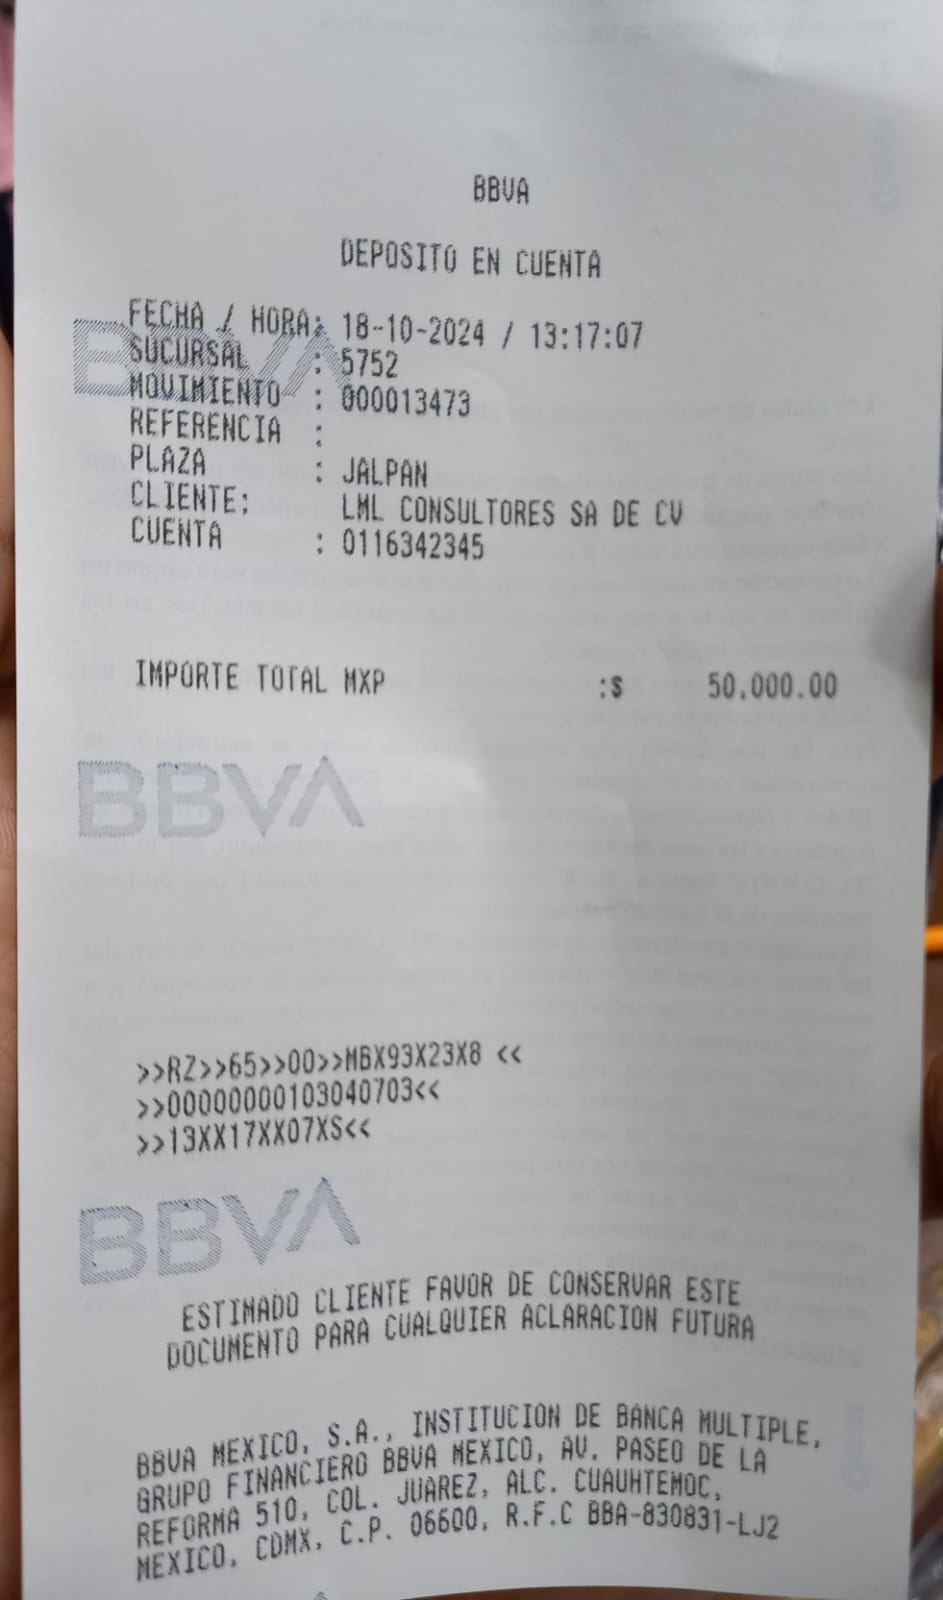 BBVA
DEPOSITO EN CUENTA
FECHA / HORA: 18-10-2024 / 13:17:07
SUCURSAL : 5752
MOVIMIENTO : 000013473
REFERENCIA :
PLAZA : JALPAN
CLIENTE: LML CONSULTORES SA DE CV
CUENTA : 0116342345
BBVA
IMPORTE TOTAL MXP :$ 50,000.00
BBVA
>>RZ>>65>>00>>MBX93X23X8 <<
>>00000000103040703<<
>>13XX17XX07XS<<
BBVA
ESTIMADO CLIENTE FAVOR DE CONSERVAR ESTE
DOCUMENTO PARA CUALQUIER ACLARACION FUTURA
BBVA MEXICO, S.A., INSTITUCION DE BANCA MULTIPLE,
GRUPO FINANCIERO BBVA MEXICO, AV. PASEO DE LA
REFORMA 510, COL. JUAREZ, ALC. CUAUHTEMOC,
MEXICO, CDMX, C.P. 06600, R.F.C BBA-830831-LJ2